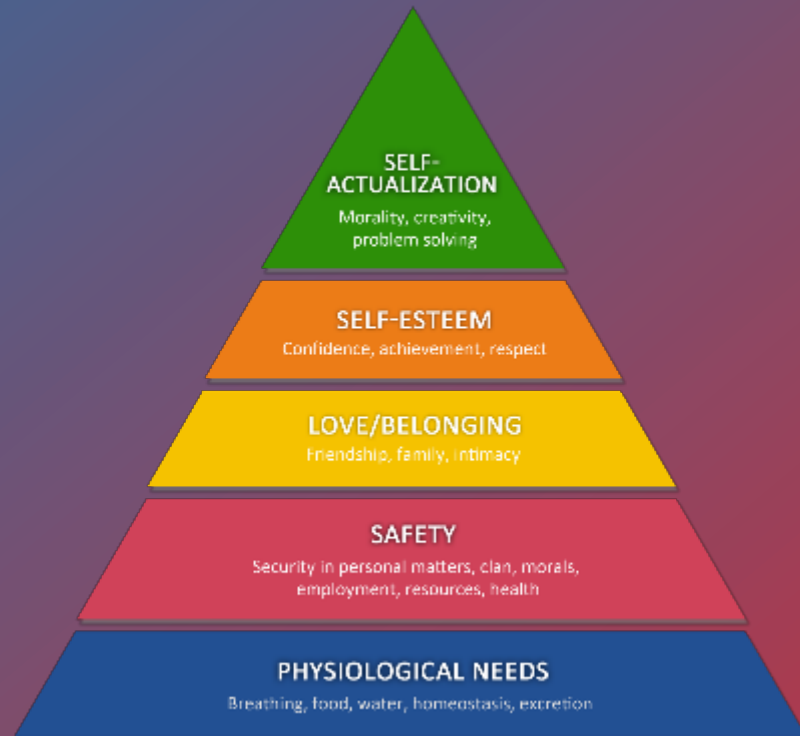 SELF-
ACTUALIZATION
Morality, creativity,
problem solving
SELF-ESTEEM
Confidence, achievement, respect
LOVE/BELONGING
Friendship, family, intimacy
SAFETY
Security in personal matters, clan, morals,
employment, resources, health
PHYSIOLOGICAL NEEDS
Breathing, food, water, homeostasis, excretion